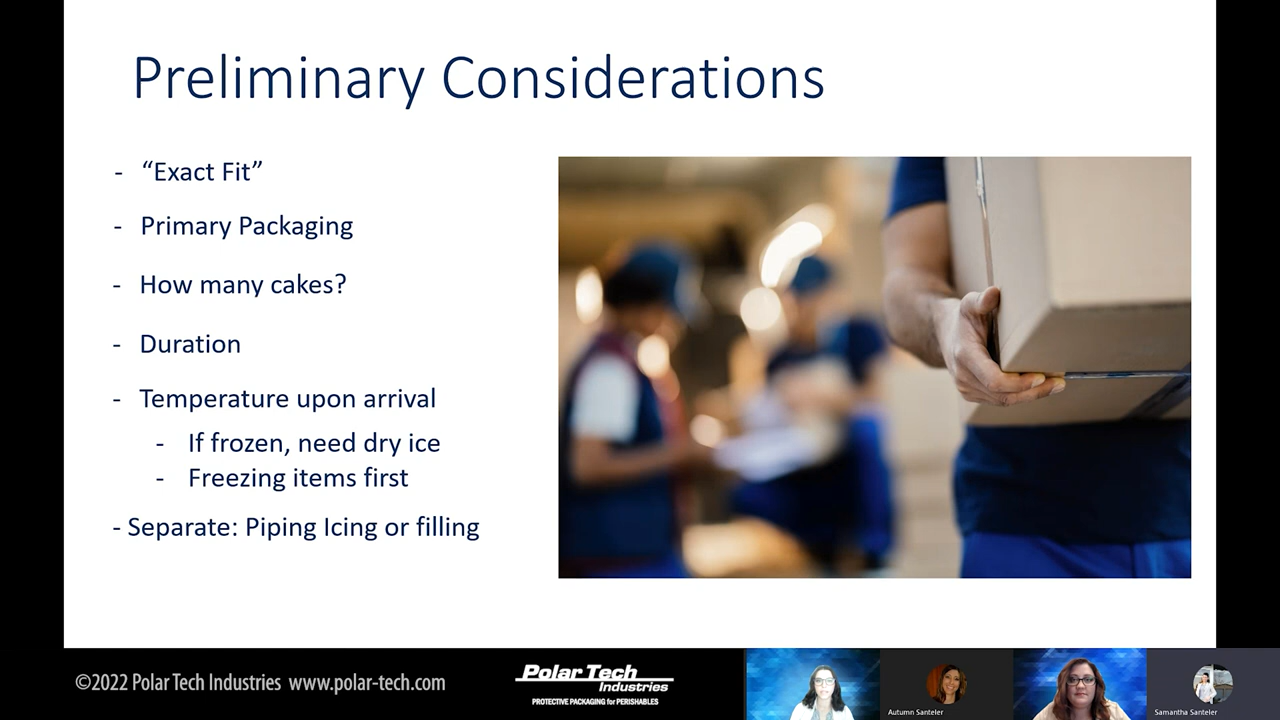 Preliminary Considerations
- “Exact Fit”
- Primary Packaging
- How many cakes?
- Duration
- Temperature upon arrival
- If frozen, need dry ice
- Freezing items first
- Separate: Piping Icing or filling
©2022 Polar Tech Industries www.polar-tech.com
Polar Tech
Industries
PROTECTIVE PACKAGING for PERISHABLES
Autumn Santeler
Samantha Santeler